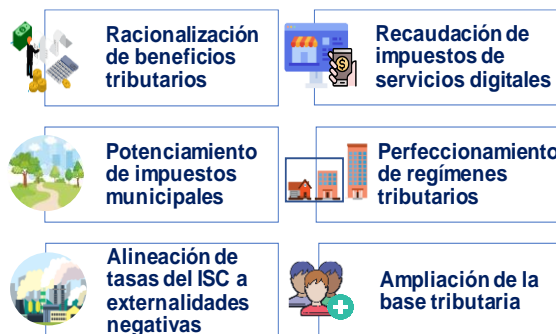 Racionalización
de beneficios
tributarios
Recaudación de
impuestos de
servicios digitales
Potenciamiento
de impuestos
municipales
Perfeccionamiento
de regímenes
tributarios
Alineación de
tasas del ISC a
externalidades
negativas
Ampliación de la
base tributaria